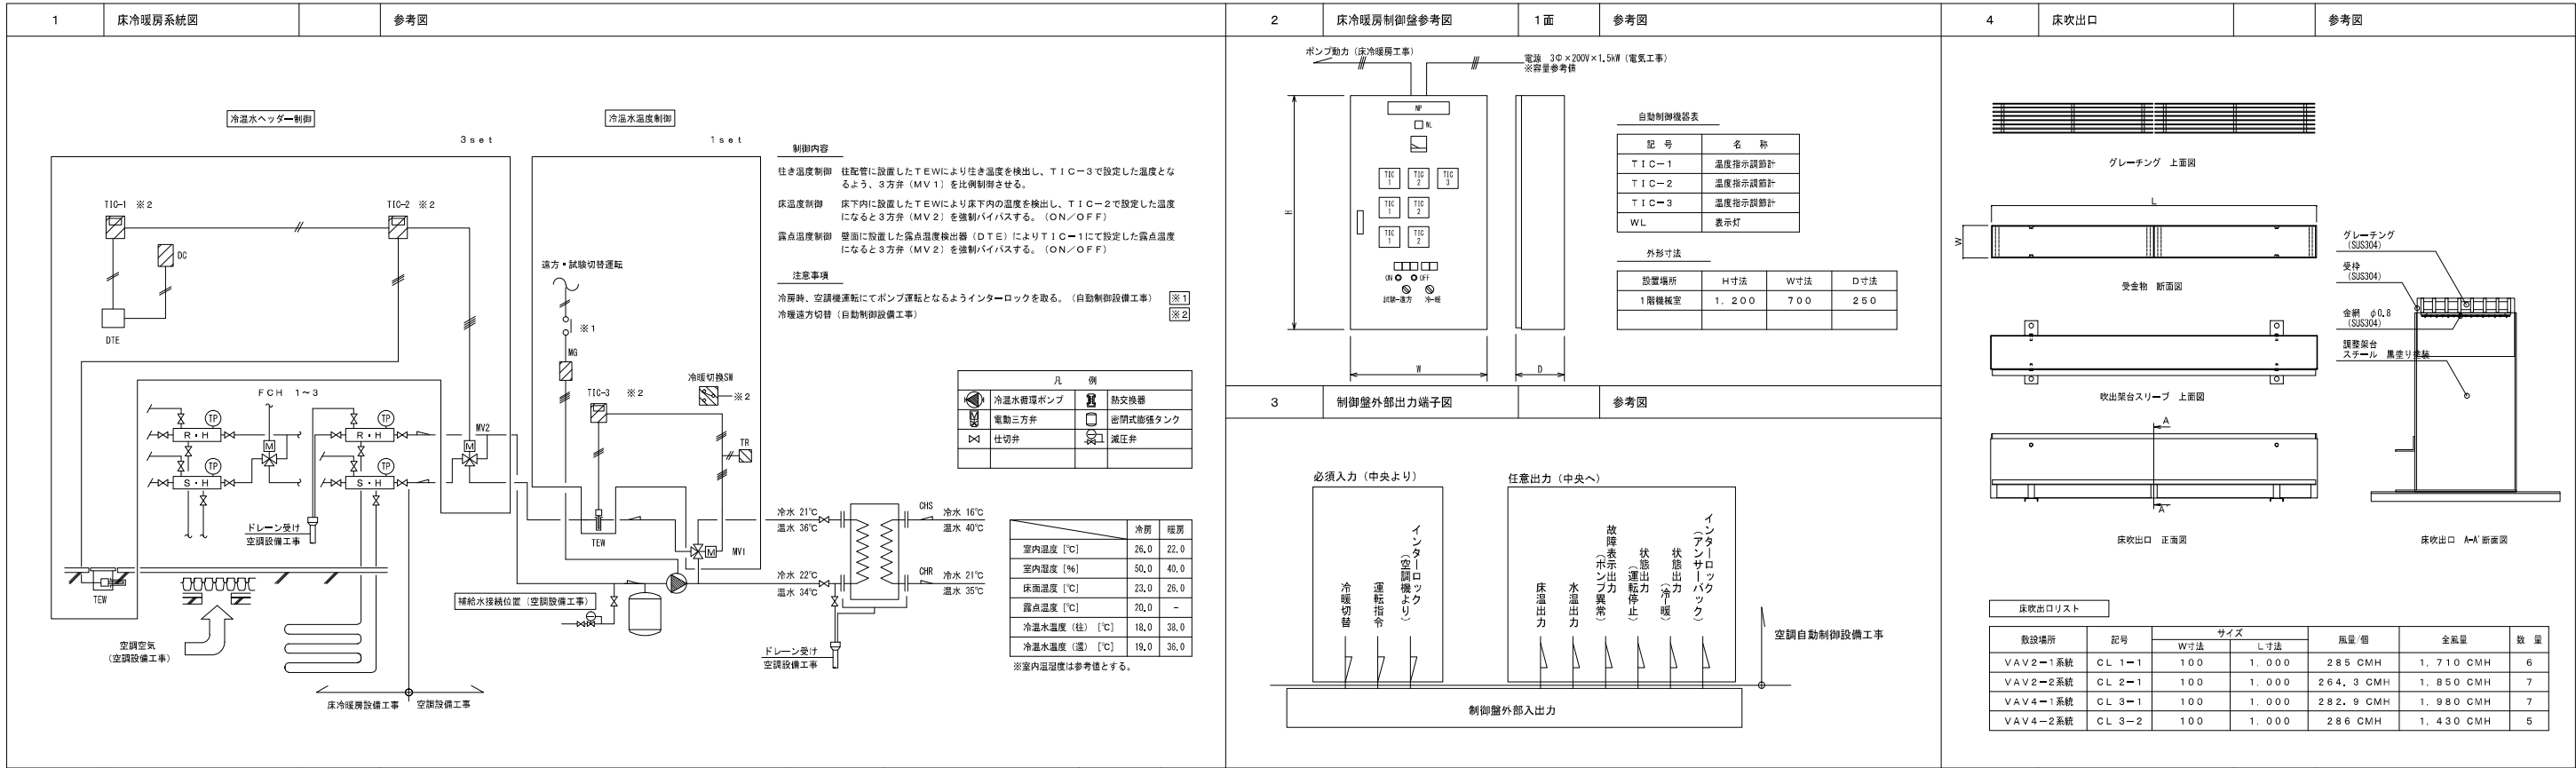 1 床冷暖房系統図 参考図
冷温水ヘッダー制御
3set
冷温水温度制御
1set
TIC-1 ※2
TIC-2 ※2
DC
DTE
制御内容
往き温度制御 往配管に設置したTEWにより往き温度を検出し、TIC-3で設定した温度とな
るよう、3方弁(MV1)を比例制御させる。
床温度制御 床下内に設置したTEWにより床下内の温度を検出し、TIC-2で設定した温度
になると3方弁(MV2)を強制バイパスする。(ON/OFF)
露点温度制御 壁面に設置した露点温度検出器(DTE)によりTIC-1にて設定した露点温度
になると3方弁(MV2)を強制バイパスする。(ON/OFF)
注意事項
冷房時、空調機運転にてポンプ運転となるようインターロックを取る。(自動制御設備工事) ※1
冷暖遠方切替(自動制御設備工事) ※2
遠方・試験切替運転
※1
MG
TIC-3 ※2
冷暖切換SW
※2
TR
TEW
M MV1
FCH 1~3
TP
R・H
TP
S・H
M
TP
R・H
TP
S・H
MV2
M
ドレーン受け
空調設備工事
TEW
空調空気
(空調設備工事)
床冷暖房設備工事 空調設備工事
補給水接続位置(空調設備工事)
凡 例
冷温水循環ポンプ 熱交換器
電動三方弁 密閉式膨張タンク
仕切弁 減圧弁
冷水 21℃
温水 36℃
CHS
冷水 16℃
温水 40℃
冷水 22℃
温水 34℃
CHR
冷水 21℃
温水 35℃
ドレーン受け
空調設備工事
冷房 暖房
室内温度 [℃] 26.0 22.0
室内湿度 [%] 50.0 40.0
床面温度 [℃] 23.0 26.0
露点温度 [℃] 20.0 -
冷温水温度(往) [℃] 18.0 38.0
冷温水温度(還) [℃] 19.0 36.0
※室内温湿度は参考値とする。
2 床冷暖房制御盤参考図 1面 参考図
ポンプ動力(床冷暖房工事)
電源 3Φ×200V×1.5kW(電気工事)
※容量参考値
NP
WL
TIC 1 TIC 2 TIC 3
TIC 1 TIC 2
TIC 1 TIC 2
ON OFF
試験-遠方 冷-暖
H
W
D
自動制御機器表
記 号 名 称
TIC-1 温度指示調節計
TIC-2 温度指示調節計
TIC-3 温度指示調節計
WL 表示灯
外形寸法
設置場所 H寸法 W寸法 D寸法
1階機械室 1,200 700 250
3 制御盤外部出力端子図 参考図
必須入力(中央より)
冷暖切替
運転指令
インターロック
(空調機より)
任意出力(中央へ)
床温出力
水温出力
故障表示出力
(ポンプ異常)
状態出力
(運転停止)
状態出力
(冷-暖)
インターロック
(アンサーバック)
空調自動制御設備工事
制御盤外部入出力
4 床吹出口 参考図
グレーチング 上面図
L
W
受金物 断面図
吹出架台スリーブ 上面図
A
A'
床吹出口 正面図
グレーチング
(SUS304)
受枠
(SUS304)
金網 φ0.8
(SUS304)
調整架台
スチール 黒塗り塗装
床吹出口 A-A'断面図
床吹出口リスト
敷設場所 記号 サイズ 風量/個 全風量 数 量
W寸法 L寸法
VAV2-1系統 CL 1-1 100 1,000 285 CMH 1,710 CMH 6
VAV2-2系統 CL 2-1 100 1,000 264.3 CMH 1,850 CMH 7
VAV4-1系統 CL 3-1 100 1,000 282.9 CMH 1,980 CMH 7
VAV4-2系統 CL 3-2 100 1,000 286 CMH 1,430 CMH 5